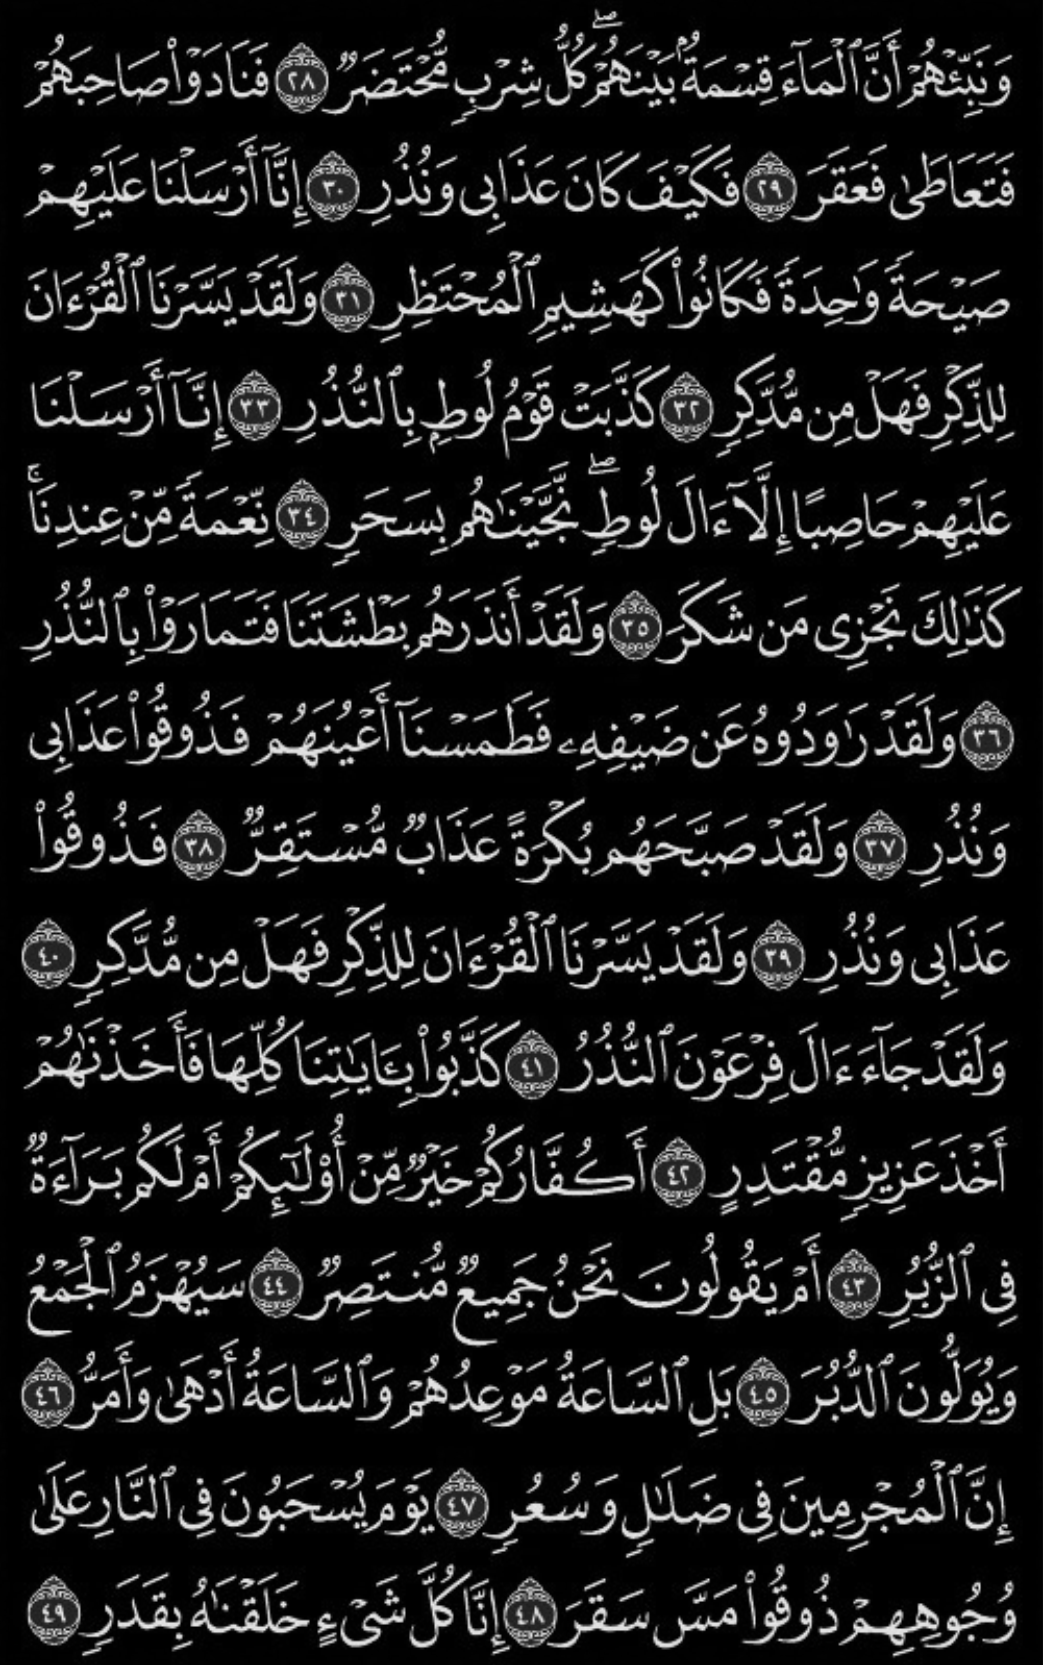 وَنَبِّئْهُمْ أَنَّ ٱلْمَآءَ قِسْمَةٌۢ بَيْنَهُمْ ۖ كُلُّ شِرْبٍ مُّحْتَضَرٌ ٢٨ فَنَادَوْا۟ صَاحِبَهُمْ
فَتَعَاطَىٰ فَعَقَرَ ٢٩ فَكَيْفَ كَانَ عَذَابِى وَنُذُرِ ٣٠ إِنَّآ أَرْسَلْنَا عَلَيْهِمْ
صَيْحَةً وَٰحِدَةً فَكَانُوا۟ كَهَشِيمِ ٱلْمُحْتَظِرِ ٣١ وَلَقَدْ يَسَّرْنَا ٱلْقُرْءَانَ
لِلذِّكْرِ فَهَلْ مِن مُّدَّكِرٍ ٣٢ كَذَّبَتْ قَوْمُ لُوطٍۭ بِٱلنُّذُرِ ٣٣ إِنَّآ أَرْسَلْنَا
عَلَيْهِمْ حَاصِبًا إِلَّآ ءَالَ لُوطٍ ۖ نَّجَّيْنَٰهُم بِسَحَرٍ ٣٤ نِّعْمَةً مِّنْ عِندِنَا ۚ
كَذَٰلِكَ نَجْزِى مَن شَكَرَ ٣٥ وَلَقَدْ أَنذَرَهُم بَطْشَتَنَا فَتَمَارَوْا۟ بِٱلنُّذُرِ
٣٦ وَلَقَدْ رَٰوَدُوهُ عَن ضَيْفِهِۦ فَطَمَسْنَآ أَعْيُنَهُمْ فَذُوقُوا۟ عَذَابِى
وَنُذُرِ ٣٧ وَلَقَدْ صَبَّحَهُم بُكْرَةً عَذَابٌ مُّسْتَقِرٌّ ٣٨ فَذُوقُوا۟
عَذَابِى وَنُذُرِ ٣٩ وَلَقَدْ يَسَّرْنَا ٱلْقُرْءَانَ لِلذِّكْرِ فَهَلْ مِن مُّدَّكِرٍ ٤٠
وَلَقَدْ جَآءَ ءَالَ فِرْعَوْنَ ٱلنُّذُرُ ٤١ كَذَّبُوا۟ بِـَٔايَٰتِنَا كُلِّهَا فَأَخَذْنَٰهُمْ
أَخْذَ عَزِيزٍ مُّقْتَدِرٍ ٤٢ أَكُفَّارُكُمْ خَيْرٌ مِّنْ أُو۟لَٰٓئِكُمْ أَمْ لَكُم بَرَآءَةٌ
فِى ٱلزُّبُرِ ٤٣ أَمْ يَقُولُونَ نَحْنُ جَمِيعٌ مُّنتَصِرٌ ٤٤ سَيُهْزَمُ ٱلْجَمْعُ
وَيُوَلُّونَ ٱلدُّبُرَ ٤٥ بَلِ ٱلسَّاعَةُ مَوْعِدُهُمْ وَٱلسَّاعَةُ أَدْهَىٰ وَأَمَرُّ ٤٦
إِنَّ ٱلْمُجْرِمِينَ فِى ضَلَٰلٍ وَسُعُرٍ ٤٧ يَوْمَ يُسْحَبُونَ فِى ٱلنَّارِ عَلَىٰ
وُجُوهِهِمْ ذُوقُوا۟ مَسَّ سَقَرَ ٤٨ إِنَّا كُلَّ شَىْءٍ خَلَقْنَٰهُ بِقَدَرٍ ٤٩